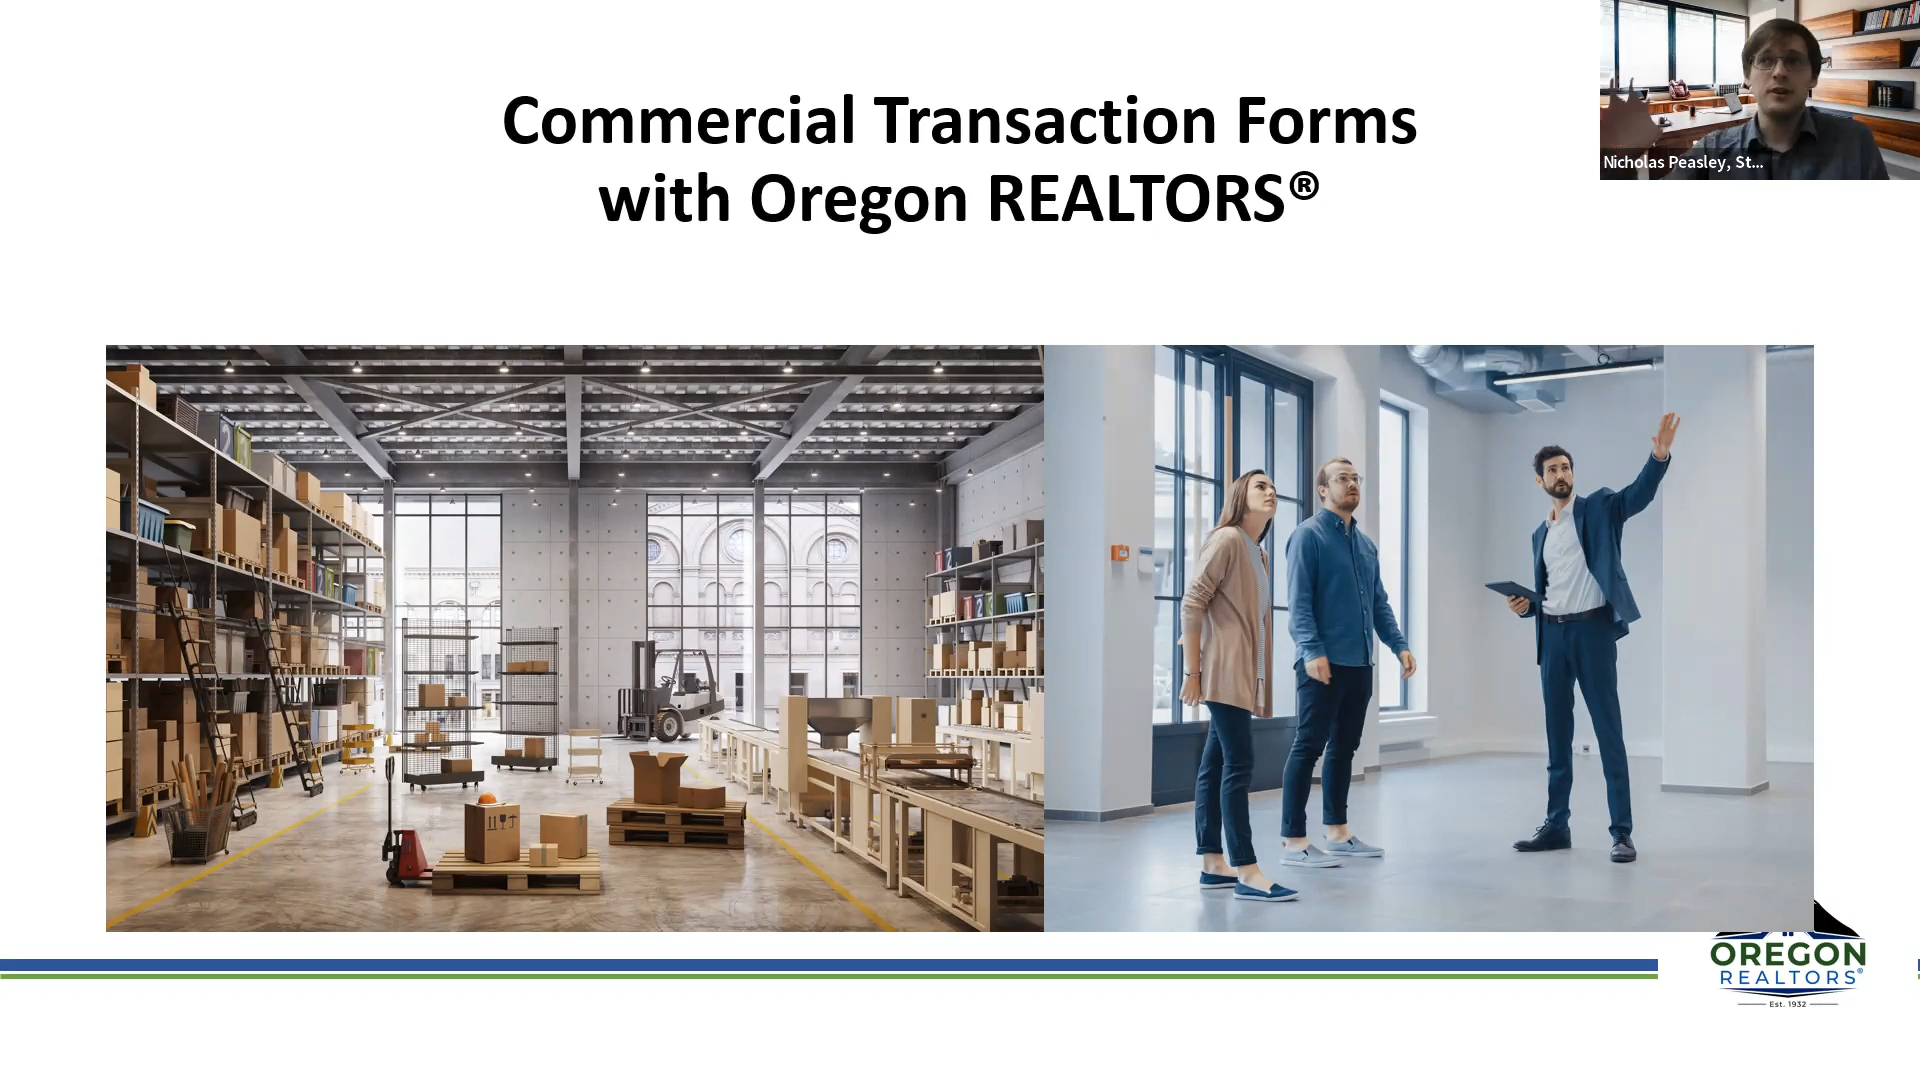 Commercial Transaction Forms
with Oregon REALTORS®
Nicholas Peasley, St...
OREGON
REALTORS®
Est. 1932